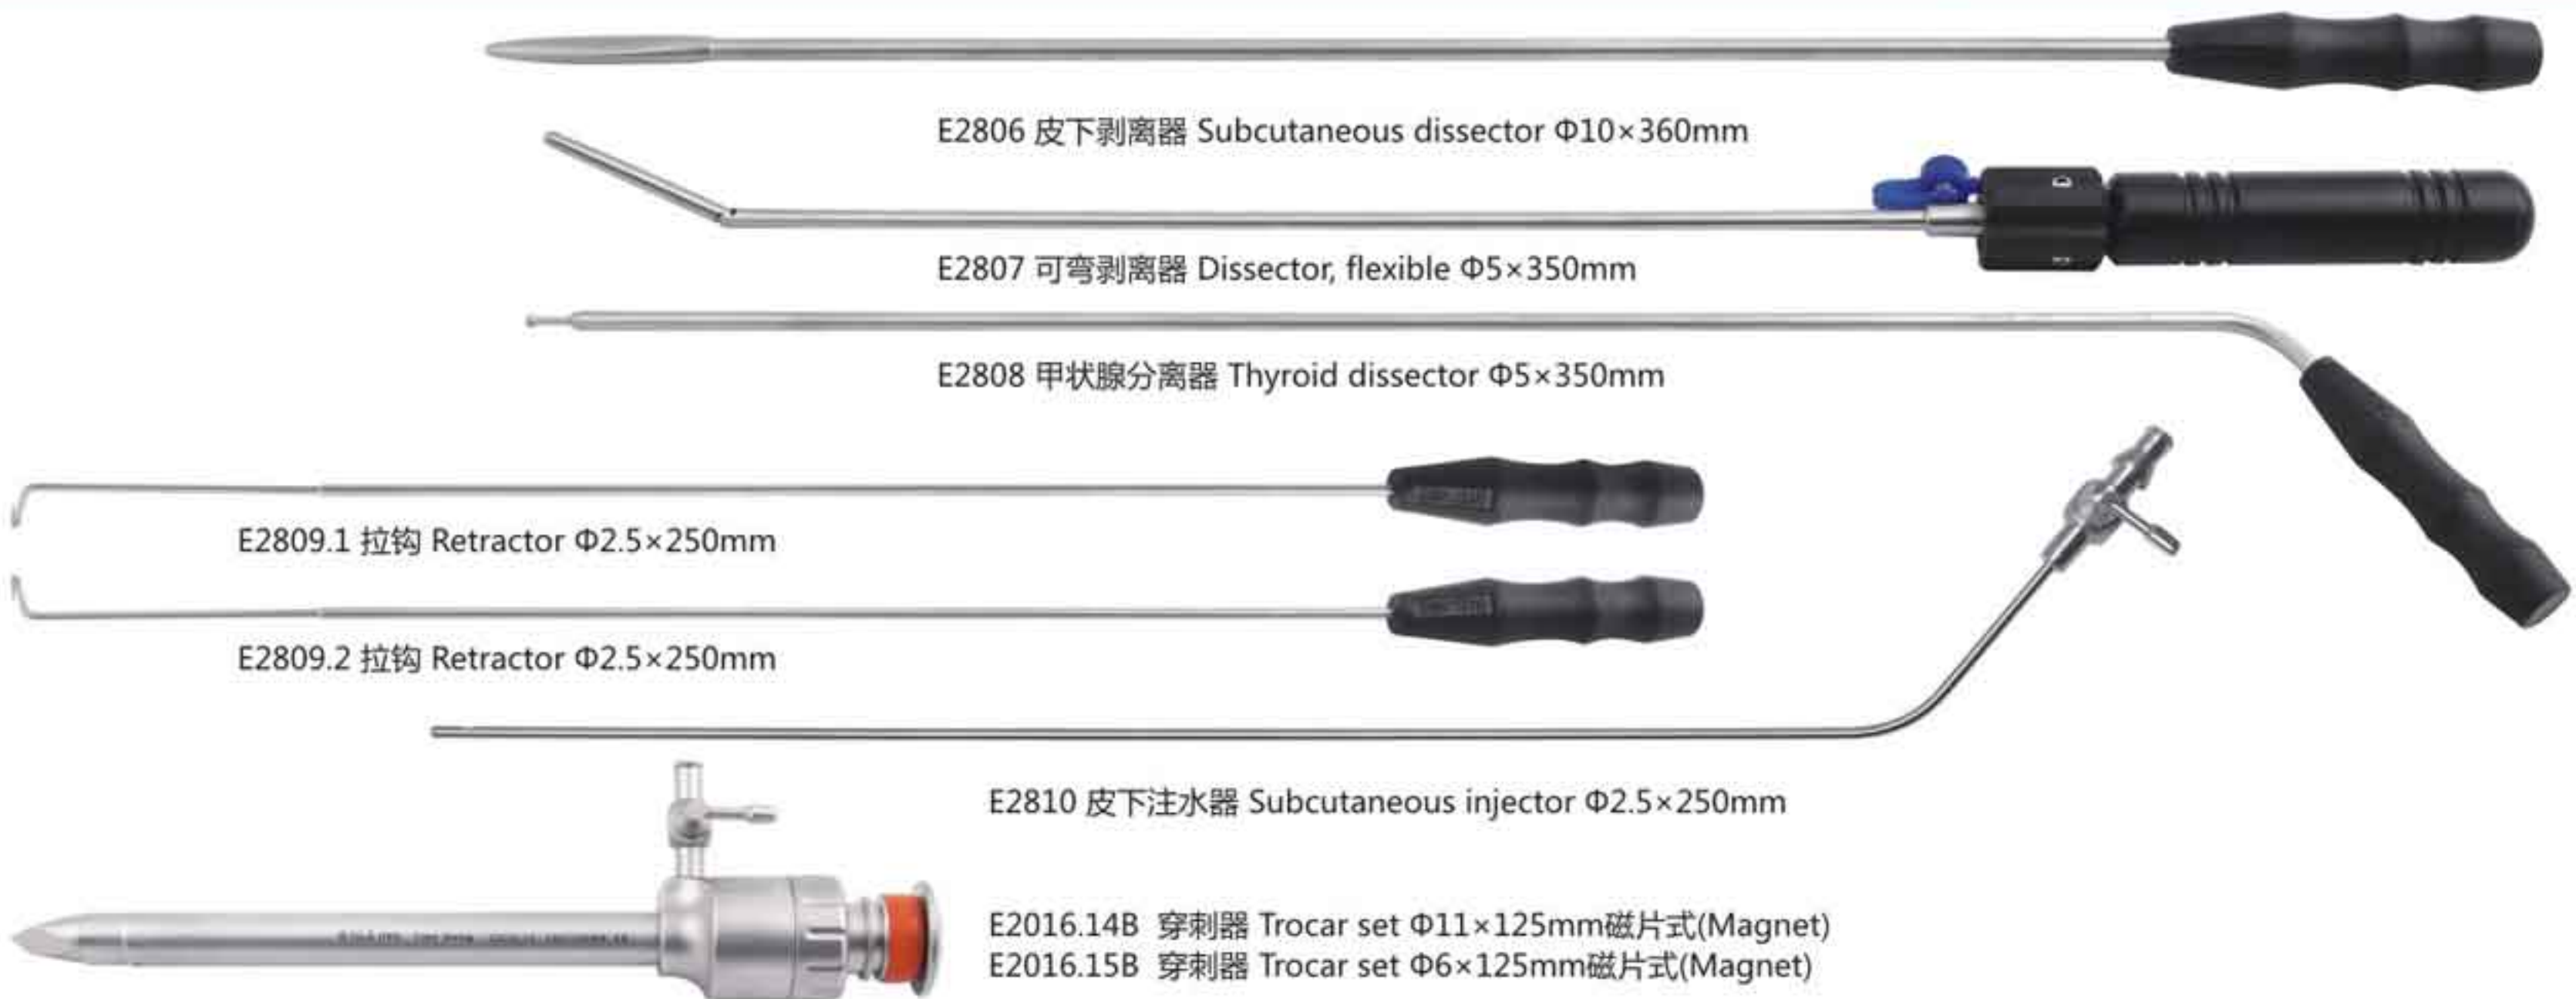 E2806 皮下剥离器 Subcutaneous dissector Φ10×360mm
D
E2807 可弯剥离器 Dissector, flexible Φ5×350mm
E2808 甲状腺分离器 Thyroid dissector Φ5×350mm
E2809.1 拉钩 Retractor Φ2.5×250mm
E2809.2 拉钩 Retractor Φ2.5×250mm
E2810 皮下注水器 Subcutaneous injector Φ2.5×250mm
E2016.14B 穿刺器 Trocar set Φ11×125mm磁片式(Magnet)
E2016.15B 穿刺器 Trocar set Φ6×125mm磁片式(Magnet)